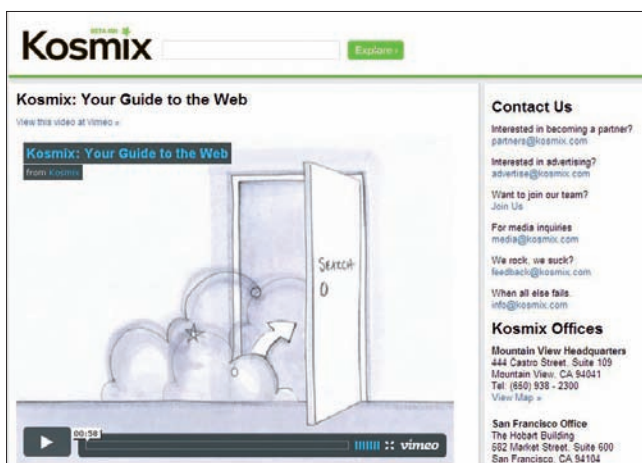 Kosmix
Explore ›
Kosmix: Your Guide to the Web
View this video at Vimeo »
Kosmix: Your Guide to the Web
from Kosmix
SEARCH
00:58
vimeo
Contact Us
Interested in becoming a partner?
partners@kosmix.com
Interested in advertising?
advertise@kosmix.com
Want to join our team?
Join Us
For media inquiries
media@kosmix.com
We rock, we suck?
feedback@kosmix.com
When all else fails.
info@kosmix.com
Kosmix Offices
Mountain View Headquarters
444 Castro Street, Suite 109
Mountain View, CA 94041
Tel: (650) 938 - 2300
View Map »
San Francisco Office
The Hobart Building
582 Market Street, Suite 600
San Francisco, CA 94104